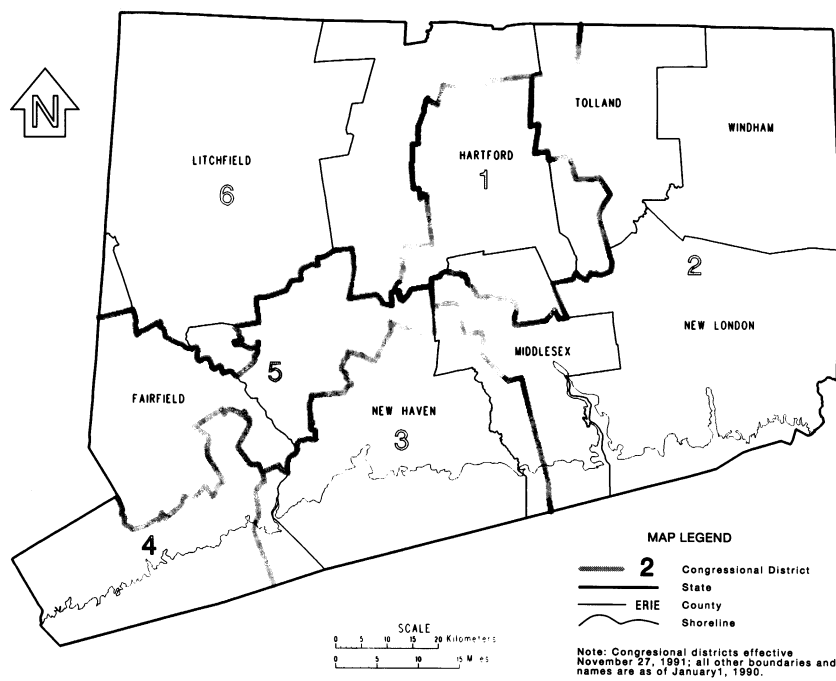 N
TOLLAND
WINDHAM
LITCHFIELD
HARTFORD
6
1
2
NEW LONDON
MIDDLESEX
5
FAIRFIELD
NEW HAVEN
3
4
MAP LEGEND
2 Congressional District
State
ERIE County
Shoreline
SCALE
0 5 10 15 20 Kilometers
0 5 10 15 M es
Note: Congresional districts effective
November 27, 1991; all other boundaries and
names are as of January1, 1990.